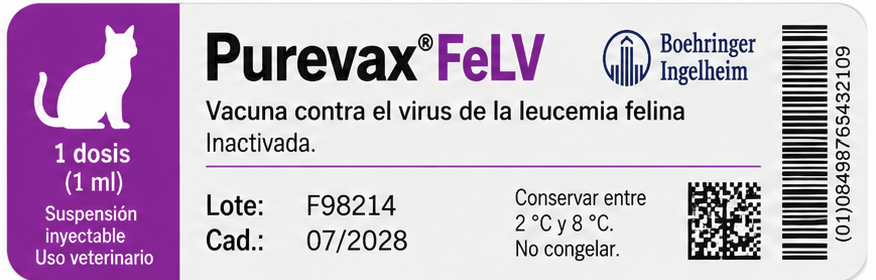 1 dosis
(1 ml)
Suspensión
inyectable
Uso veterinario
Purevax® FeLV
Boehringer
Ingelheim
Vacuna contra el virus de la leucemia felina
Inactivada.
Lote: F98214
Cad.: 07/2028
Conservar entre
2 °C y 8 °C.
No congelar.
(01)08498765432109